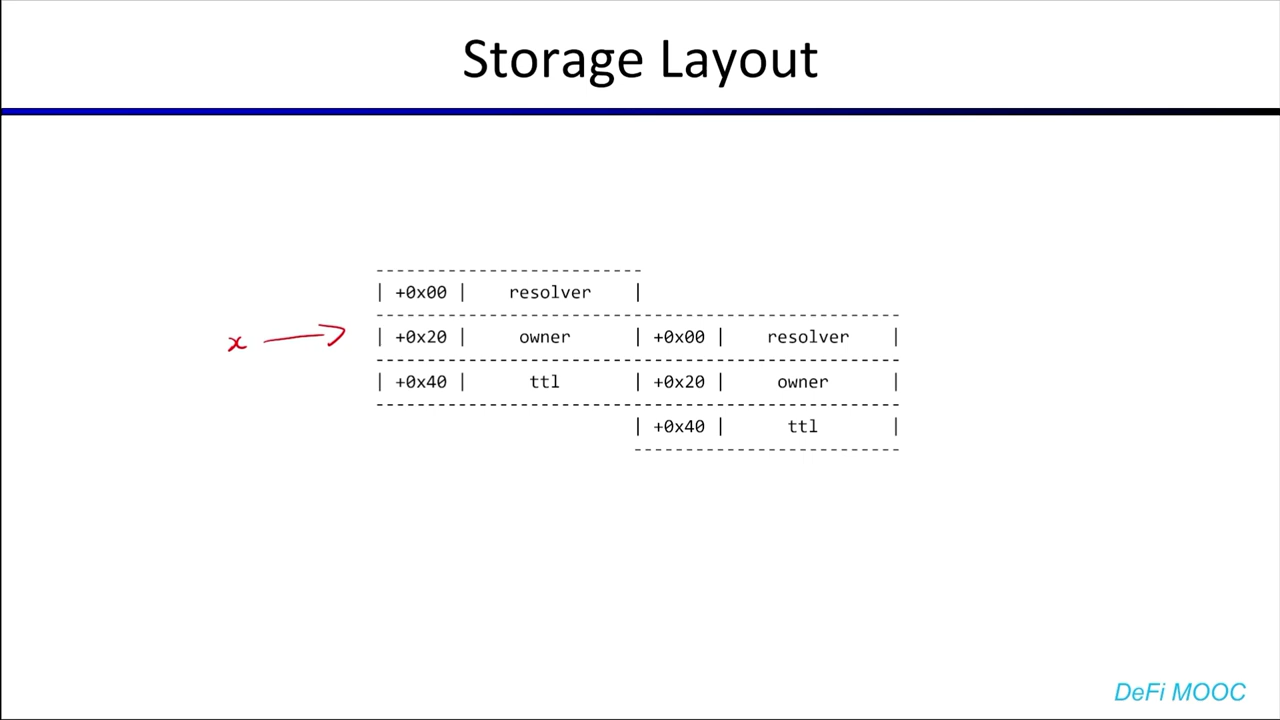 Storage Layout
---------------------------
| +0x00 | resolver |
-----------------------------------------------------
x → | +0x20 | owner | +0x00 | resolver |
-----------------------------------------------------
| +0x40 | ttl | +0x20 | owner |
-----------------------------------------------------
| +0x40 | ttl |
---------------------------
DeFi MOOC